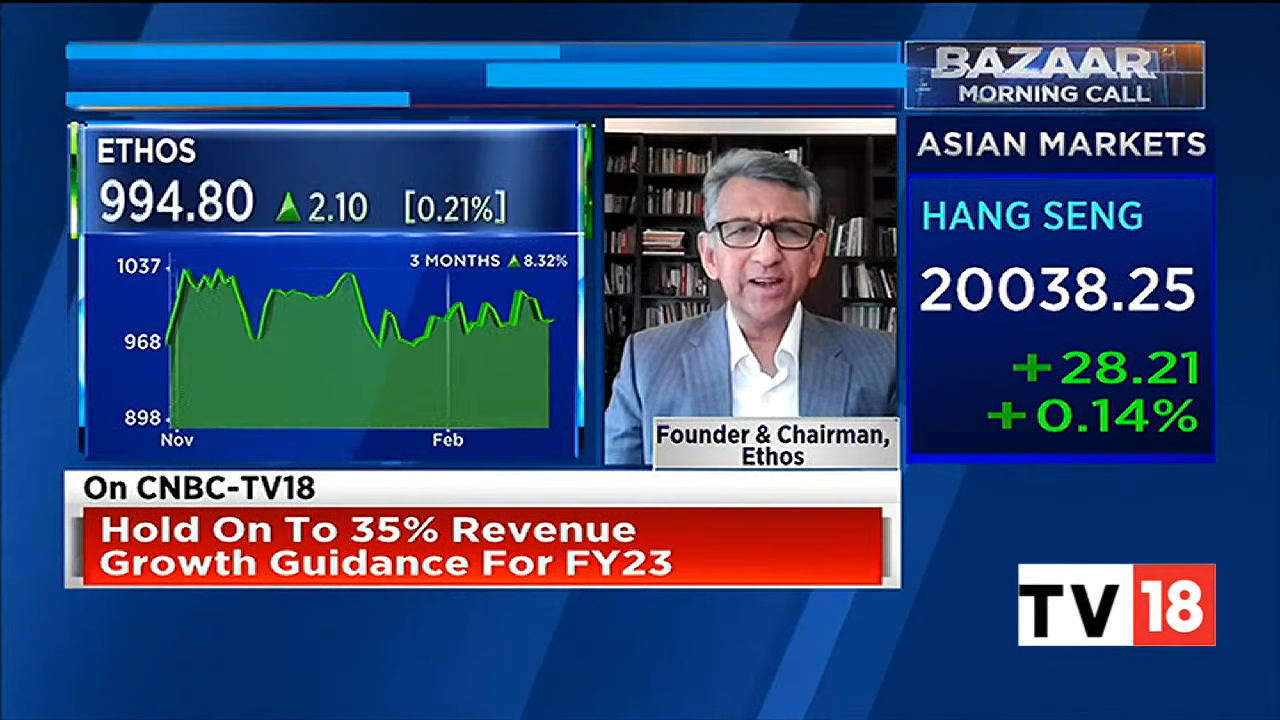 BAZAAR
MORNING CALL
ETHOS
994.80 ▲ 2.10 [0.21%]
3 MONTHS ▲ 8.32%
1037
968
898
Nov Feb
Founder & Chairman,
Ethos
ASIAN MARKETS
HANG SENG
20038.25
+28.21
+0.14%
On CNBC-TV18
Hold On To 35% Revenue
Growth Guidance For FY23
TV18